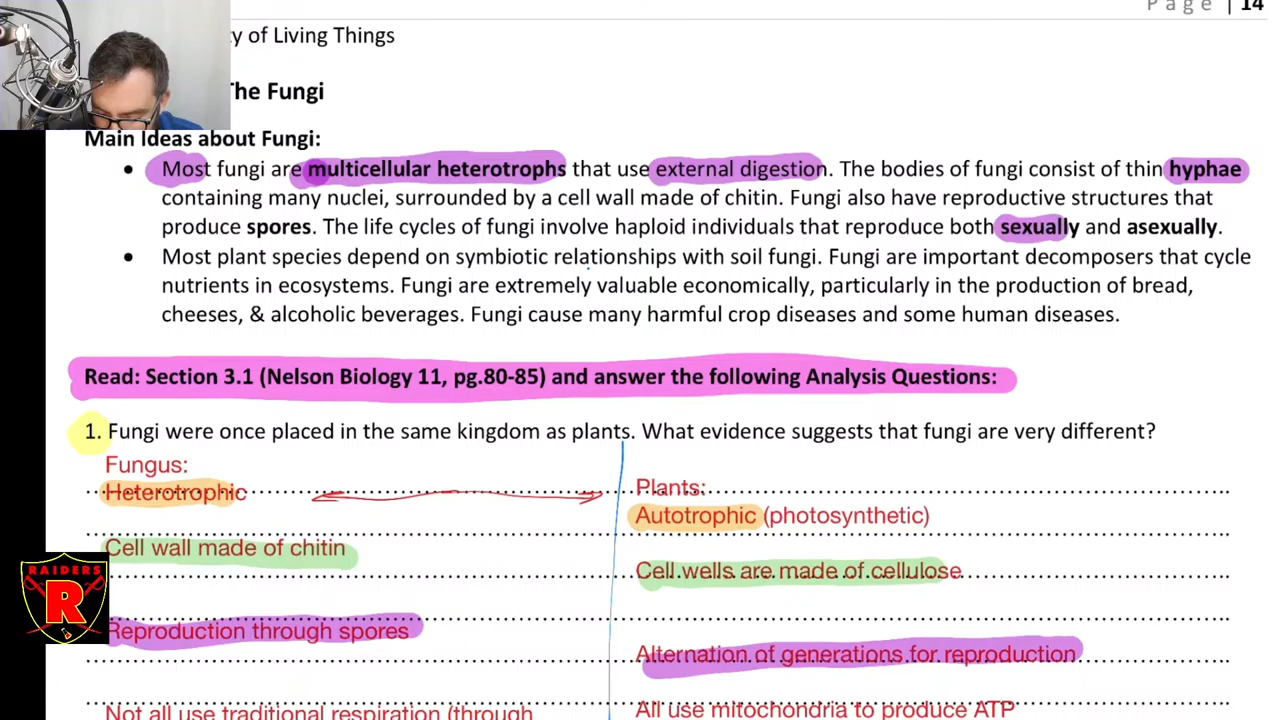 Page | 14
ty of Living Things
The Fungi
Main Ideas about Fungi:
• Most fungi are multicellular heterotrophs that use external digestion. The bodies of fungi consist of thin hyphae
containing many nuclei, surrounded by a cell wall made of chitin. Fungi also have reproductive structures that
produce spores. The life cycles of fungi involve haploid individuals that reproduce both sexually and asexually.
• Most plant species depend on symbiotic relationships with soil fungi. Fungi are important decomposers that cycle
nutrients in ecosystems. Fungi are extremely valuable economically, particularly in the production of bread,
cheeses, & alcoholic beverages. Fungi cause many harmful crop diseases and some human diseases.
Read: Section 3.1 (Nelson Biology 11, pg.80-85) and answer the following Analysis Questions:
1. Fungi were once placed in the same kingdom as plants. What evidence suggests that fungi are very different?
Fungus:
Heterotrophic
Cell wall made of chitin
Reproduction through spores
Not all use traditional respiration (through
Plants:
Autotrophic (photosynthetic)
Cell wells are made of cellulose
Alternation of generations for reproduction
All use mitochondria to produce ATP
RAIDERS
R